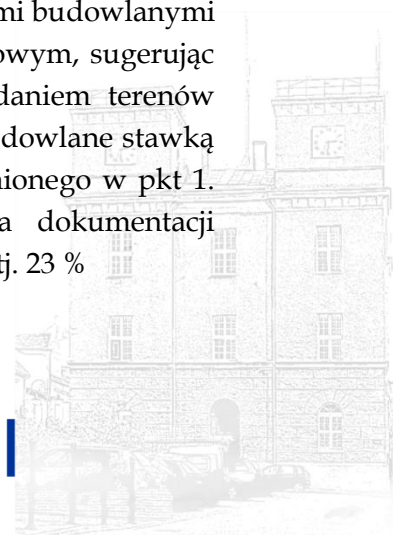 mi budowlanymi
owym, sugerując
daniem terenów
dowlane stawką
nionego w pkt 1.
a dokumentacji
tj. 23 %